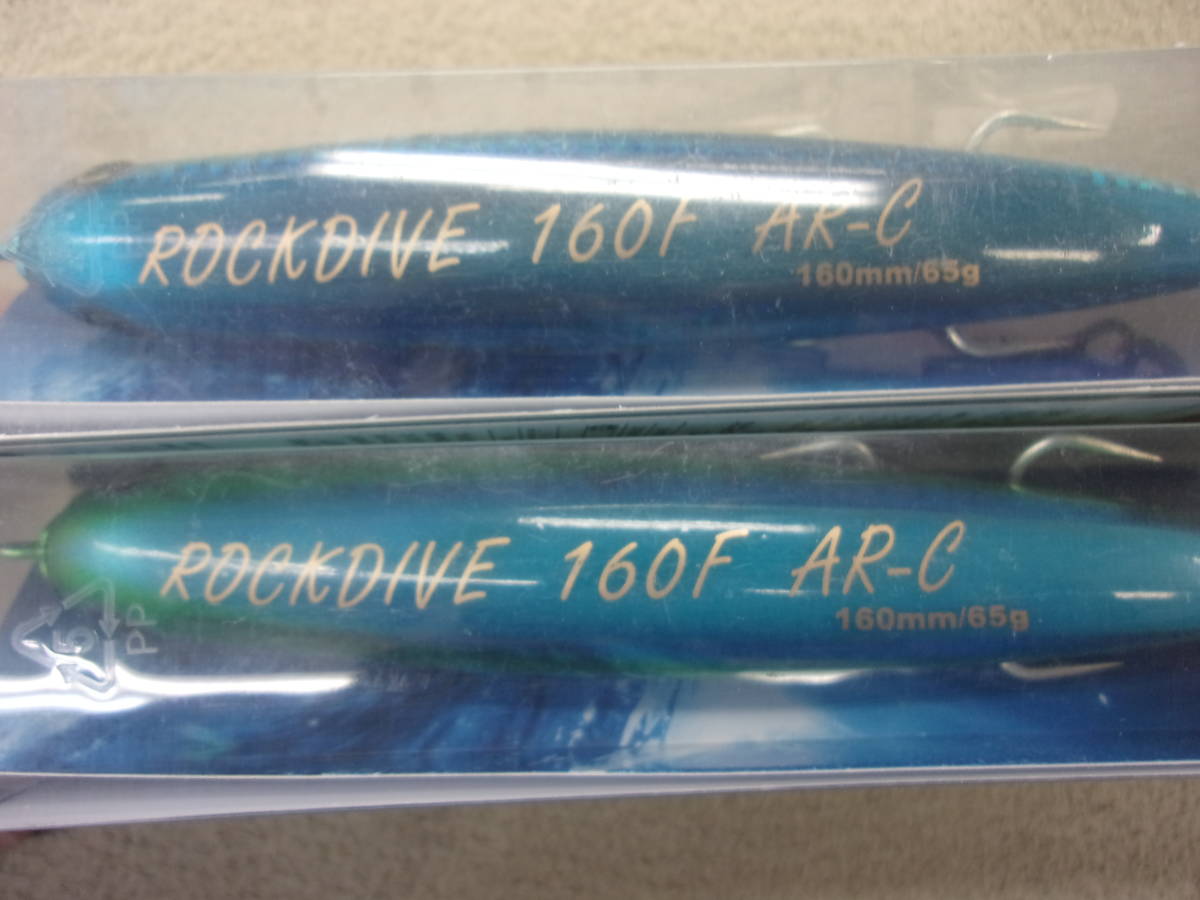 ROCKDIVE 160F AR-C
160mm/65g
ROCKDIVE 160F AR-C
160mm/65g
5
PP